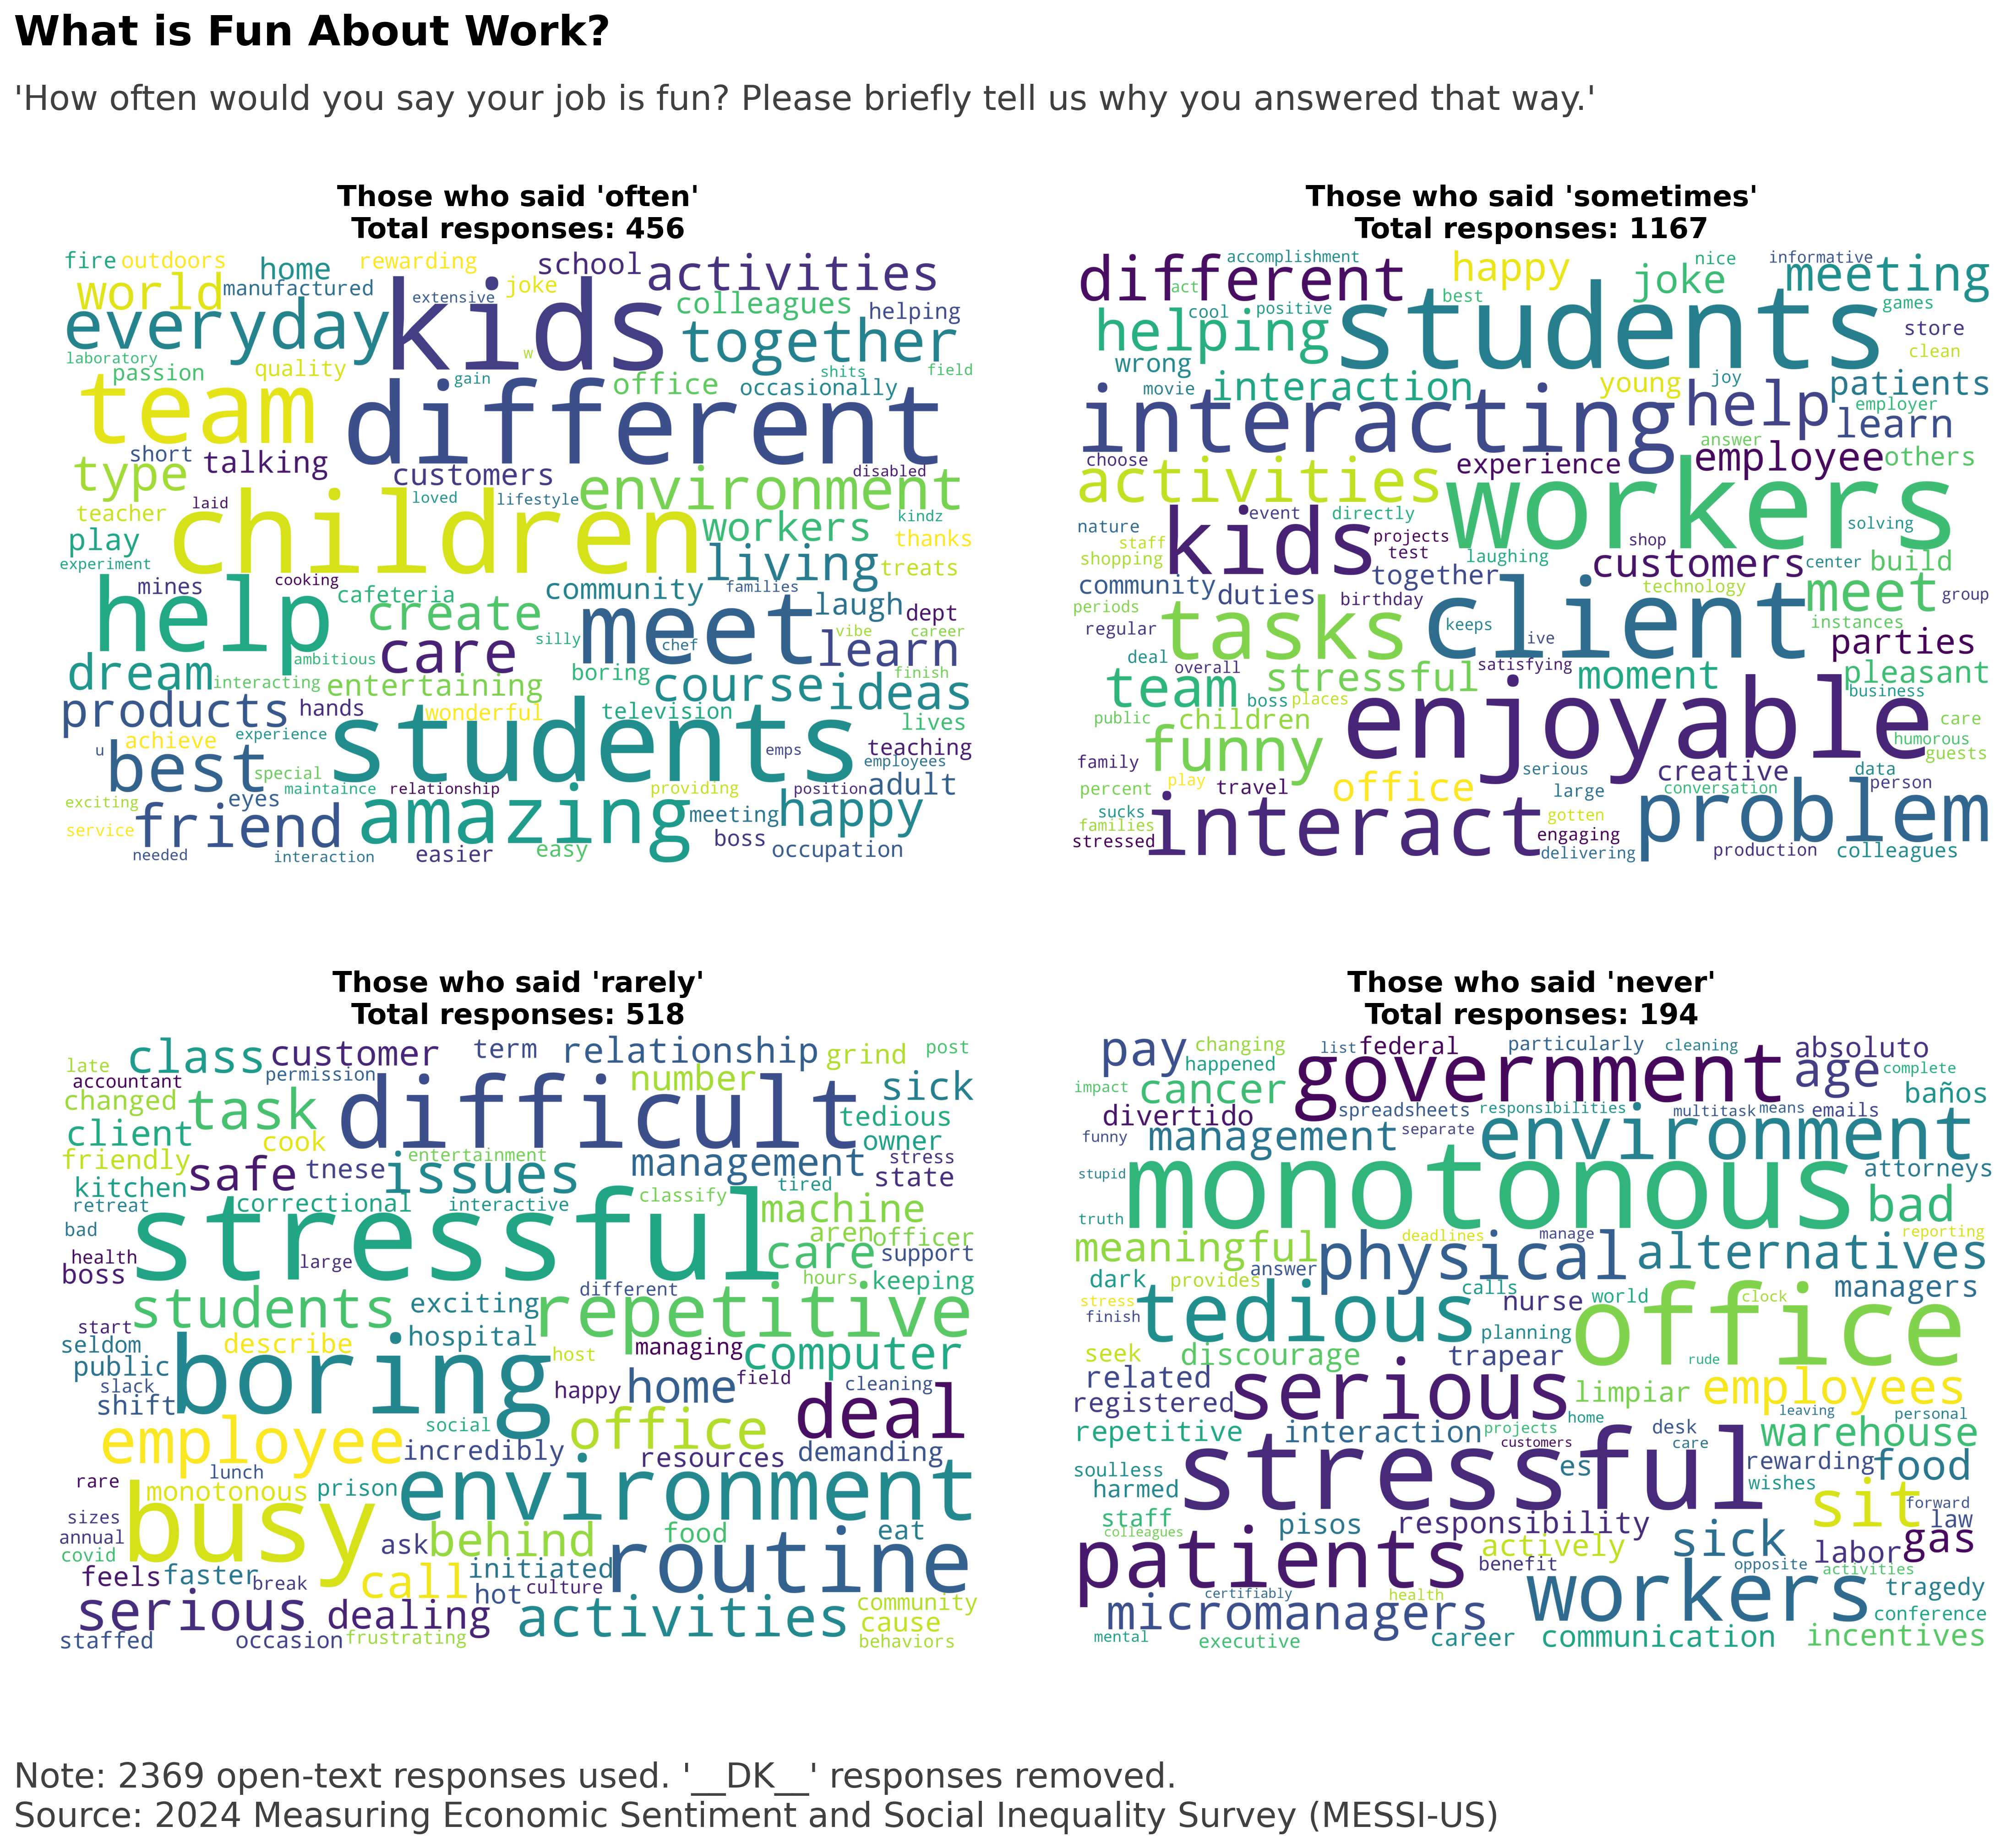 What is Fun About Work?
'How often would you say your job is fun? Please briefly tell us why you answered that way.'
Those who said 'often'
Total responses: 456
fire outdoors home rewarding school activities
world manufactured extensive joke colleagues helping
everyday kids together
laboratory passion quality gain w office occasionally shits field
team different
short talking customers disabled
type laid loved lifestyle environment
teacher children workers kindz
play living thanks
experiment treats
mines cooking cafeteria community families
help create meet laugh dept
care silly chef vibe career learn
dream ambitious boring finish
interacting entertaining course ideas
products hands wonderful television lives
u achieve experience students emps teaching
best special employees
maintaince relationship providing position adult
exciting eyes
service friend amazing meeting happy
needed interaction easier easy boss occupation
Those who said 'sometimes'
Total responses: 1167
different accomplishment happy nice informative
act joke meeting
cool positive best games
helping students store
wrong clean
movie interaction young joy patients
interacting help employer learn
choose experience answer employee others
activities workers
nature event directly solving
staff kids projects shop
shopping test laughing customers center build
community together technology
periods duties birthday client meet group
regular tasks keeps instances
deal ive parties
overall stressful satisfying moment pleasant
team boss places business
public children enjoyable care
funny humorous
family serious creative data guests
percent play travel office large conversation person
sucks gotten problem
families interact engaging
stressed delivering production colleagues
Those who said 'rarely'
Total responses: 518
late class customer term relationship grind post
accountant permission number sick
changed task difficult tedious
client cook owner
friendly entertainment management stress
safe tnese issues state
kitchen correctional tired
retreat interactive classify machine
bad stressful aren officer
health large care support
boss hours keeping
students exciting different repetitive
start
seldom describe hospital managing computer
public boring host
slack happy home field cleaning
shift deal
employee social office
incredibly resources demanding
rare lunch environment
monotonous prison
sizes busy
annual ask behind food eat
covid routine
feels faster break call initiated
hot culture
serious dealing activities community
cause
staffed occasion frustrating behaviors
Those who said 'never'
Total responses: 194
pay changing list federal particularly cleaning absoluto
happened government age complete
impact cancer baños
divertido spreadsheets responsibilities multitask means emails
funny management separate environment
stupid monotonous attorneys
truth bad
meaningful deadlines manage reporting
answer physical alternatives
dark provides calls managers
stress tedious nurse world clock
finish planning office
seek discourage trapear rude
related
registered serious limpiar employees
home leaving personal
repetitive interaction projects desk warehouse
customers care
soulless stressful es rewarding food
harmed wishes
staff sit forward
colleagues pisos responsibility sick law
patients actively labor gas
benefit opposite activities
certifiably health workers tragedy
micromanagers conference
mental executive career communication incentives
Note: 2369 open-text responses used. '__DK__' responses removed.
Source: 2024 Measuring Economic Sentiment and Social Inequality Survey (MESSI-US)